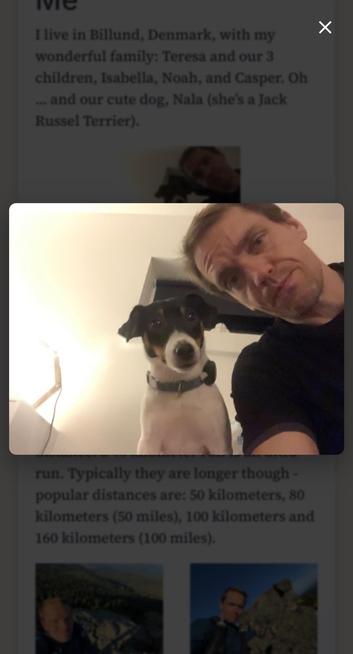 Me
I live in Billund, Denmark, with my
wonderful family: Teresa and our 3
children, Isabella, Noah, and Casper. Oh
... and our cute dog, Nala (she's a Jack
Russel Terrier).
run. Typically they are longer though -
popular distances are: 50 kilometers, 80
kilometers (50 miles), 100 kilometers and
160 kilometers (100 miles).